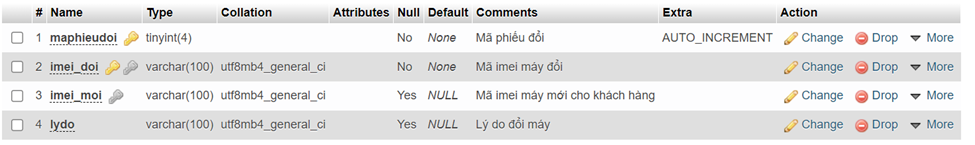 # Name Type Collation Attributes Null Default Comments Extra Action
1 maphieudoi tinyint(4) No None Mã phiếu đổi AUTO_INCREMENT Change Drop More
2 imei_doi varchar(100) utf8mb4_general_ci No None Mã imei máy đổi Change Drop More
3 imei_moi varchar(100) utf8mb4_general_ci Yes NULL Mã imei máy mới cho khách hàng Change Drop More
4 lydo varchar(100) utf8mb4_general_ci Yes NULL Lý do đổi máy Change Drop More